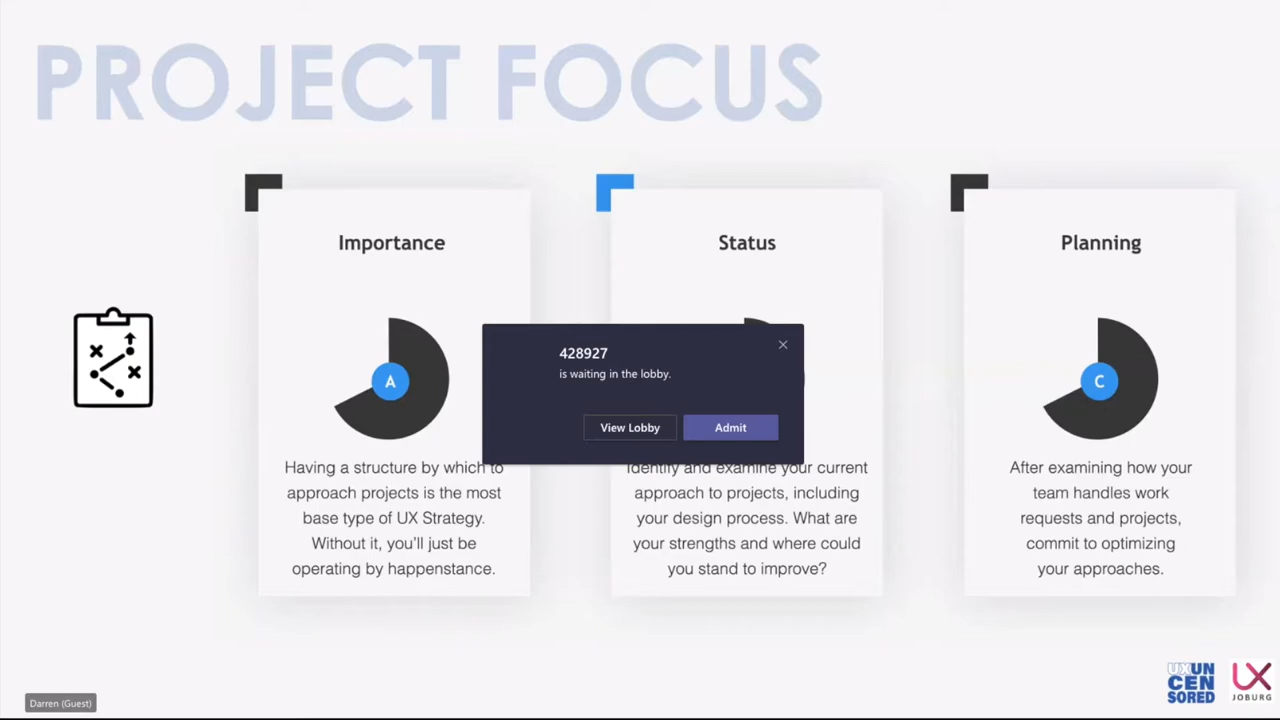 PROJECT FOCUS
Importance
A
Having a structure by which to
approach projects is the most
base type of UX Strategy.
Without it, you'll just be
operating by happenstance.
Status
Identify and examine your current
approach to projects, including
your design process. What are
your strengths and where could
you stand to improve?
Planning
C
After examining how your
team handles work
requests and projects,
commit to optimizing
your approaches.
428927
is waiting in the lobby.
View Lobby
Admit
Darren (Guest)
UXUN
CEN
SORED
UX
JOBURG